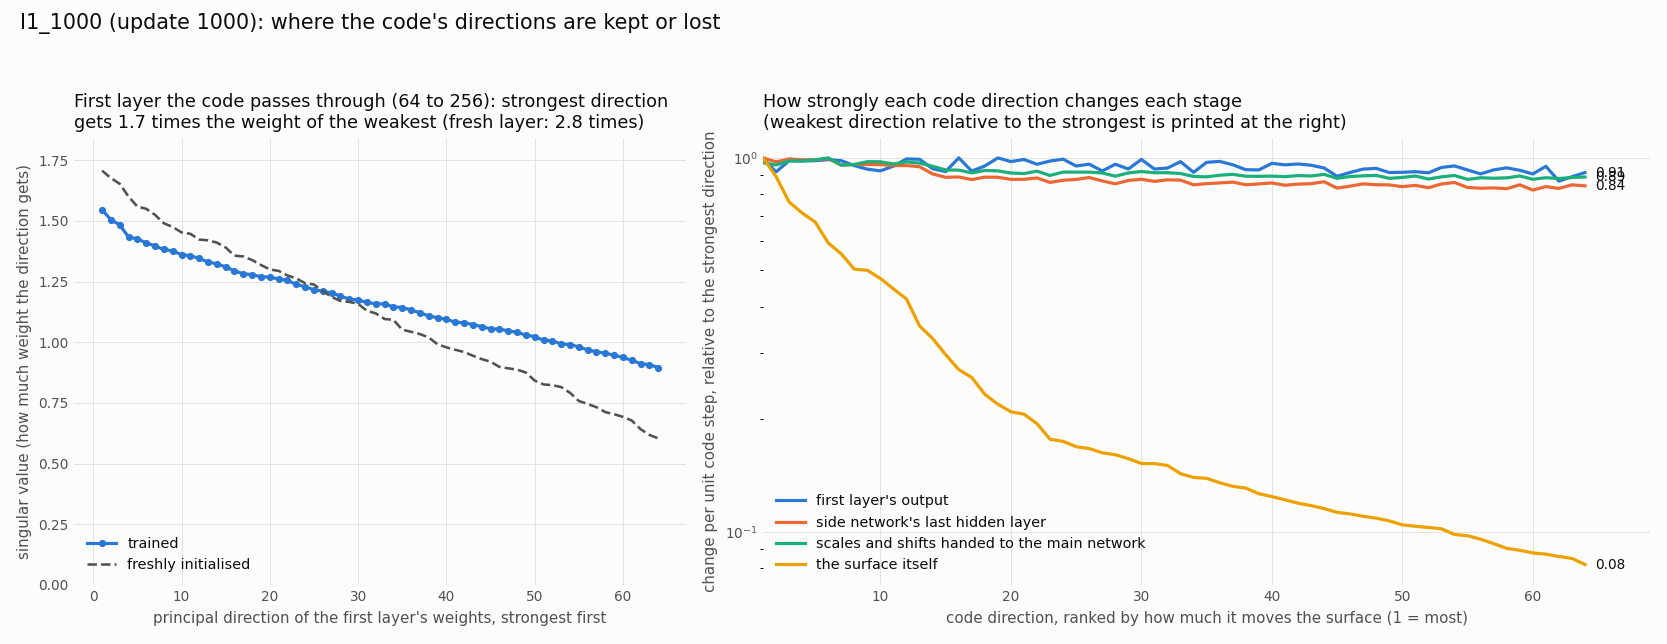 l1_1000 (update 1000): where the code's directions are kept or lost
First layer the code passes through (64 to 256): strongest direction
gets 1.7 times the weight of the weakest (fresh layer: 2.8 times)
singular value (how much weight the direction gets)
1.75
1.50
1.25
1.00
0.75
0.50
0.25
0.00
trained
freshly initialised
0
10
20
30
40
50
60
principal direction of the first layer's weights, strongest first
How strongly each code direction changes each stage
(weakest direction relative to the strongest is printed at the right)
change per unit code step, relative to the strongest direction
10⁰
10⁻¹
0.91
0.89
0.84
0.08
first layer's output
side network's last hidden layer
scales and shifts handed to the main network
the surface itself
10
20
30
40
50
60
code direction, ranked by how much it moves the surface (1 = most)